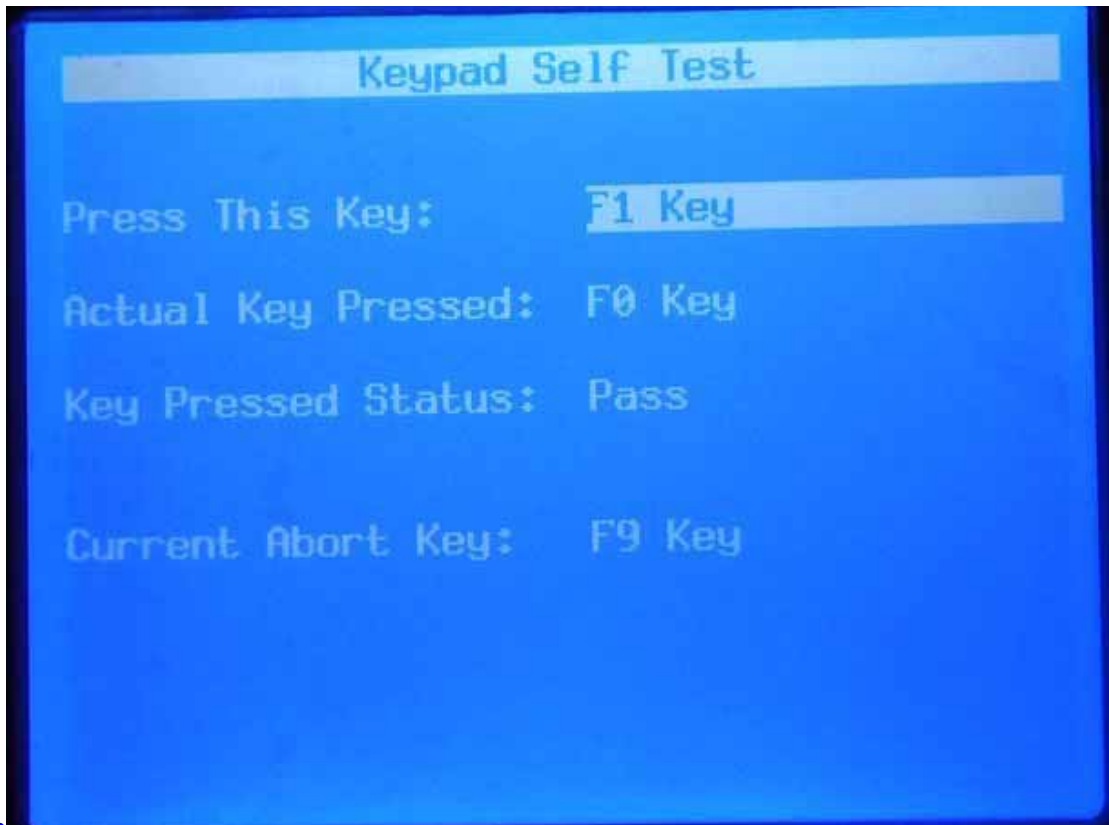 Keypad Self Test
Press This Key: F1 Key
Actual Key Pressed: F0 Key
Key Pressed Status: Pass
Current Abort Key: F9 Key